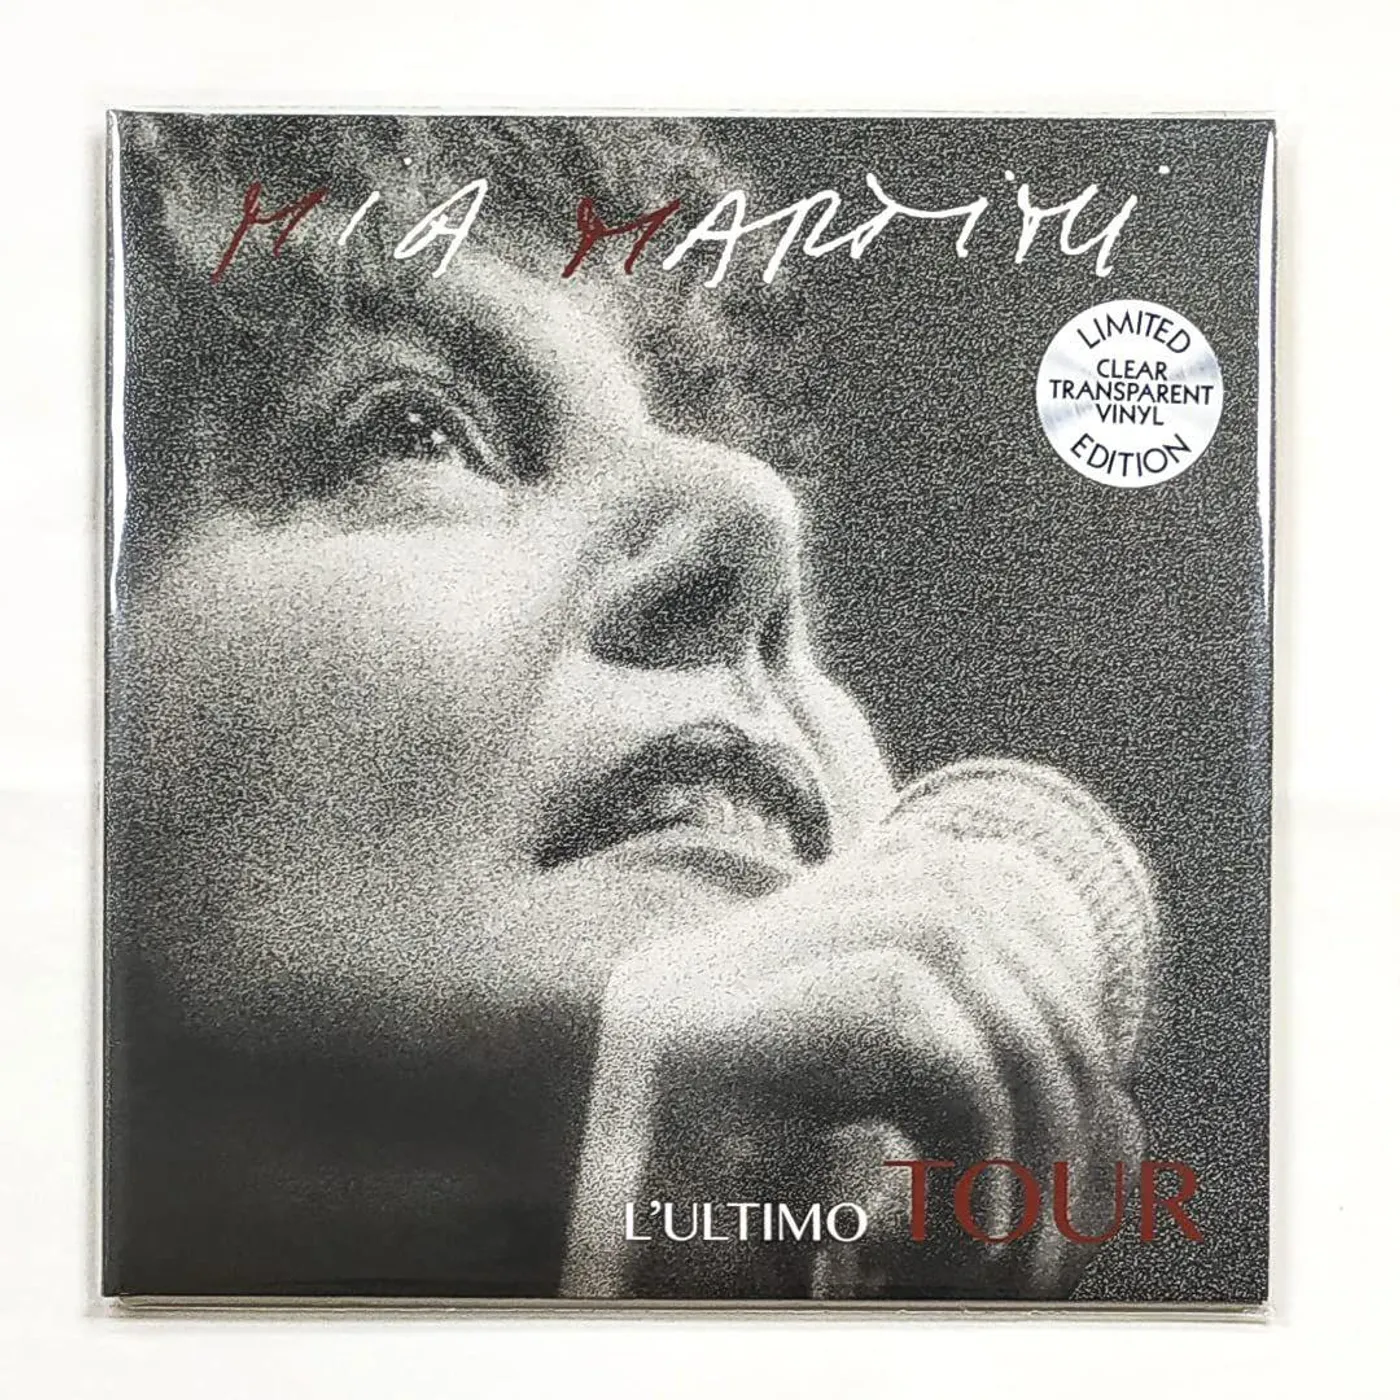 MIA MARTINI
LIMITED
CLEAR
TRANSPARENT
VINYL
EDITION
L'ULTIMO TOUR